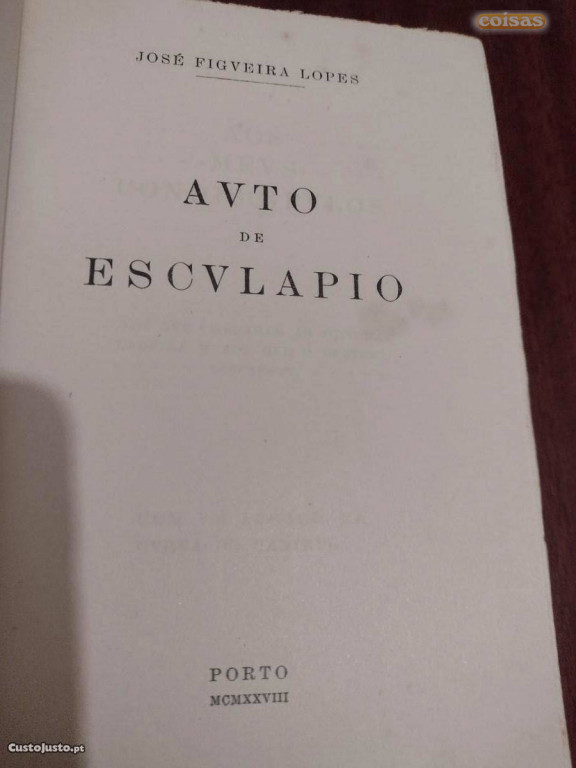 coisas
JOSÉ FIGVEIRA LOPES
AVTO
DE
ESCVLAPIO
PORTO
MCMXXVIII
CustoJusto.pt